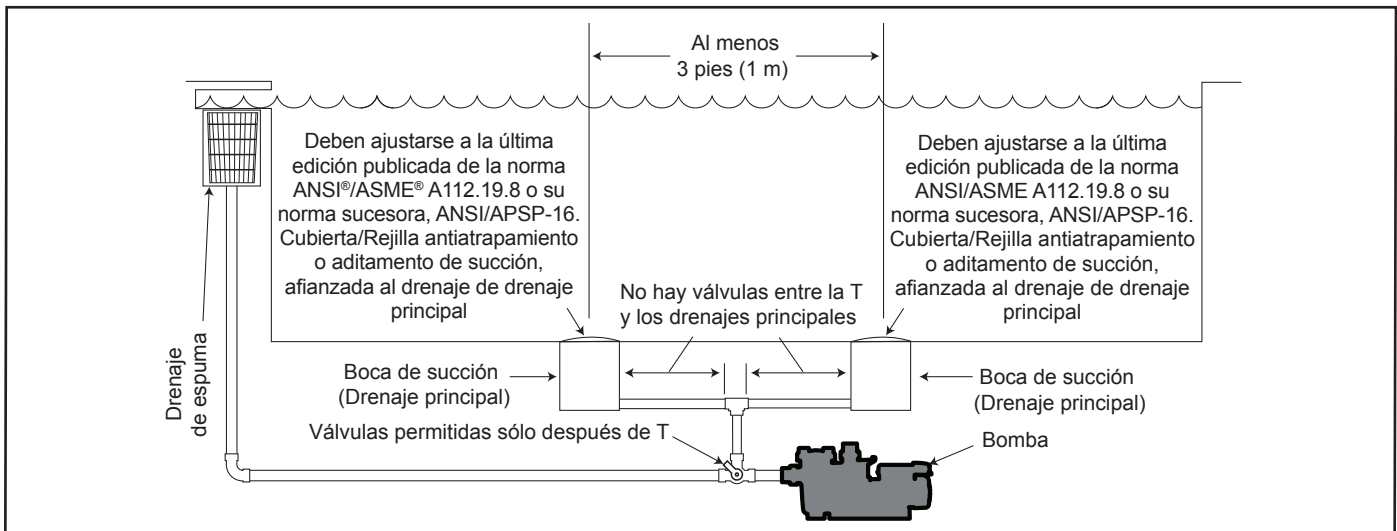 Al menos
3 pies (1 m)
Deben ajustarse a la última
edición publicada de la norma
ANSI®/ASME® A112.19.8 o su
norma sucesora, ANSI/APSP-16.
Cubierta/Rejilla antiatrapamiento
o aditamento de succión,
afianzada al drenaje de drenaje
principal
Deben ajustarse a la última
edición publicada de la norma
ANSI/ASME A112.19.8 o su
norma sucesora, ANSI/APSP-16.
Cubierta/Rejilla antiatrapamiento
o aditamento de succión,
afianzada al drenaje de drenaje
principal
No hay válvulas entre la T
y los drenajes principales
Drenaje
de espuma
Boca de succión
(Drenaje principal)
Boca de succión
(Drenaje principal)
Válvulas permitidas sólo después de T
Bomba